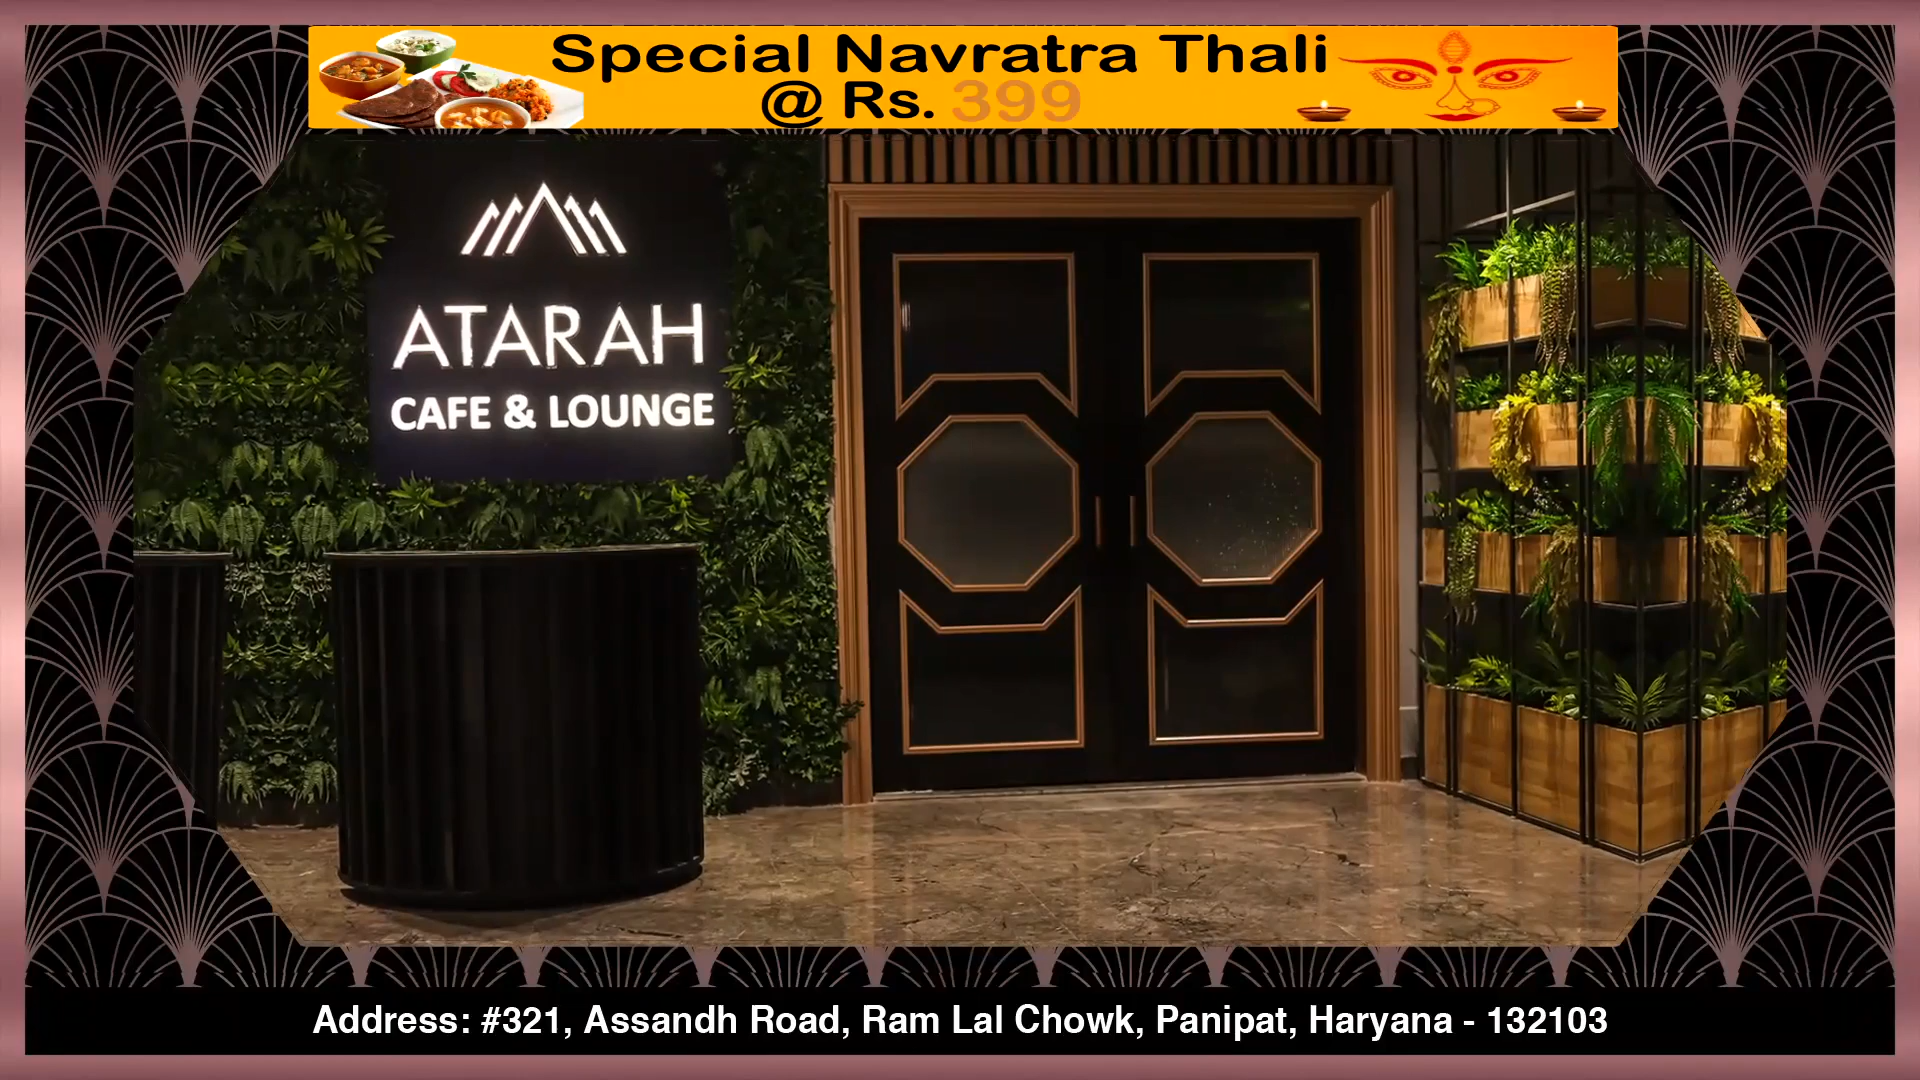 Special Navratra Thali
@ Rs. 399
ATARAH
CAFE & LOUNGE
Address: #321, Assandh Road, Ram Lal Chowk, Panipat, Haryana - 132103